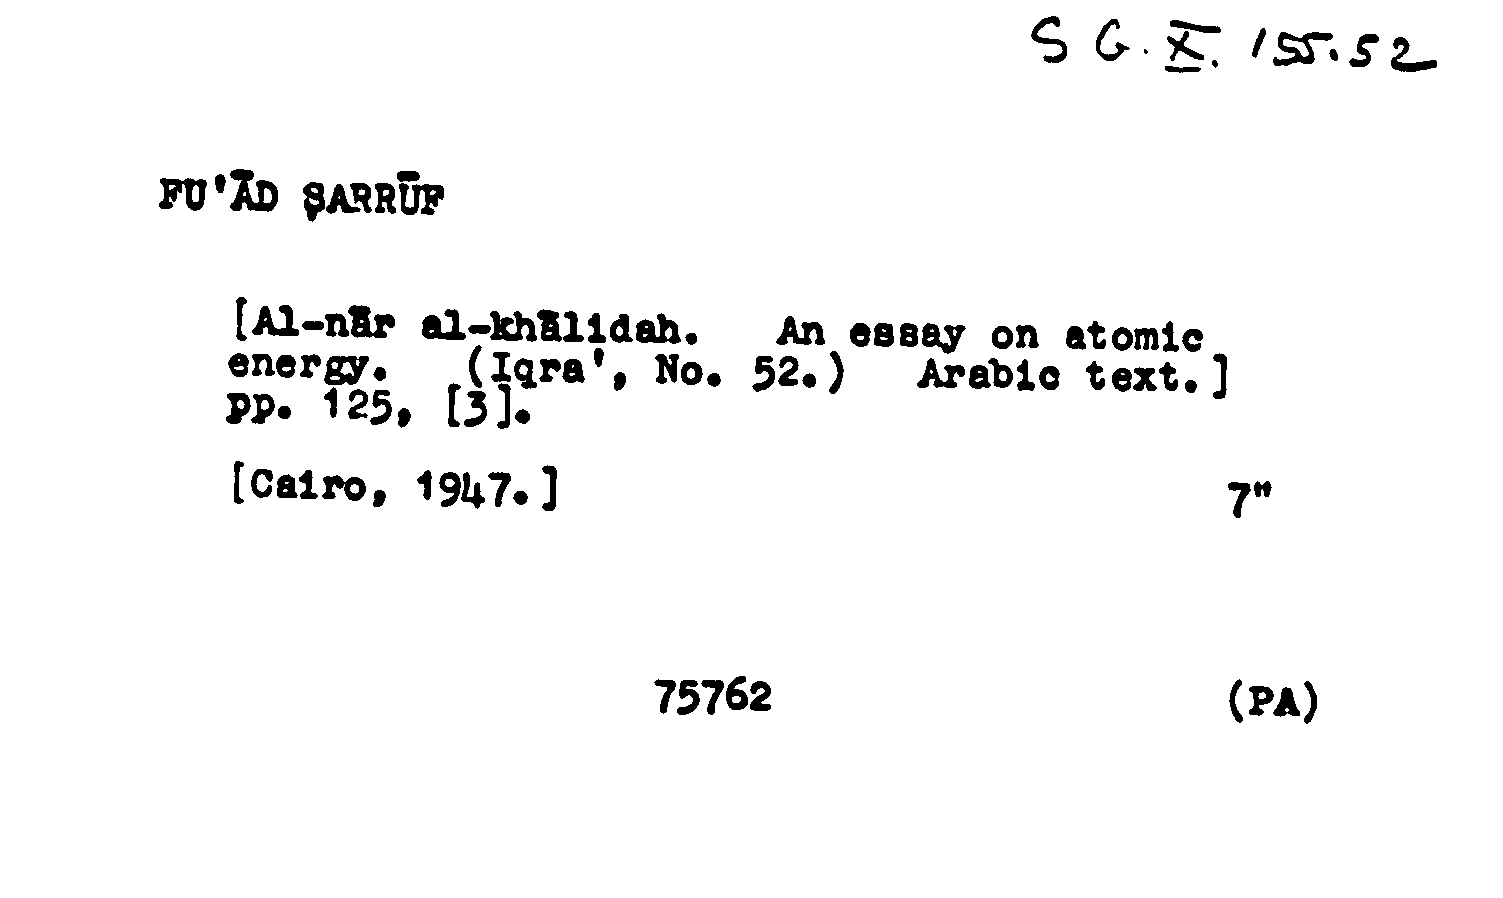 S G. X. 155.52
FU'ĀD ṢARRŪF
[Al-nār al-khālidah. An essay on atomic
energy. (Iqra', No. 52.) Arabic text.]
pp. 125, [3].
[Cairo, 1947.] 7"
75762 (PA)